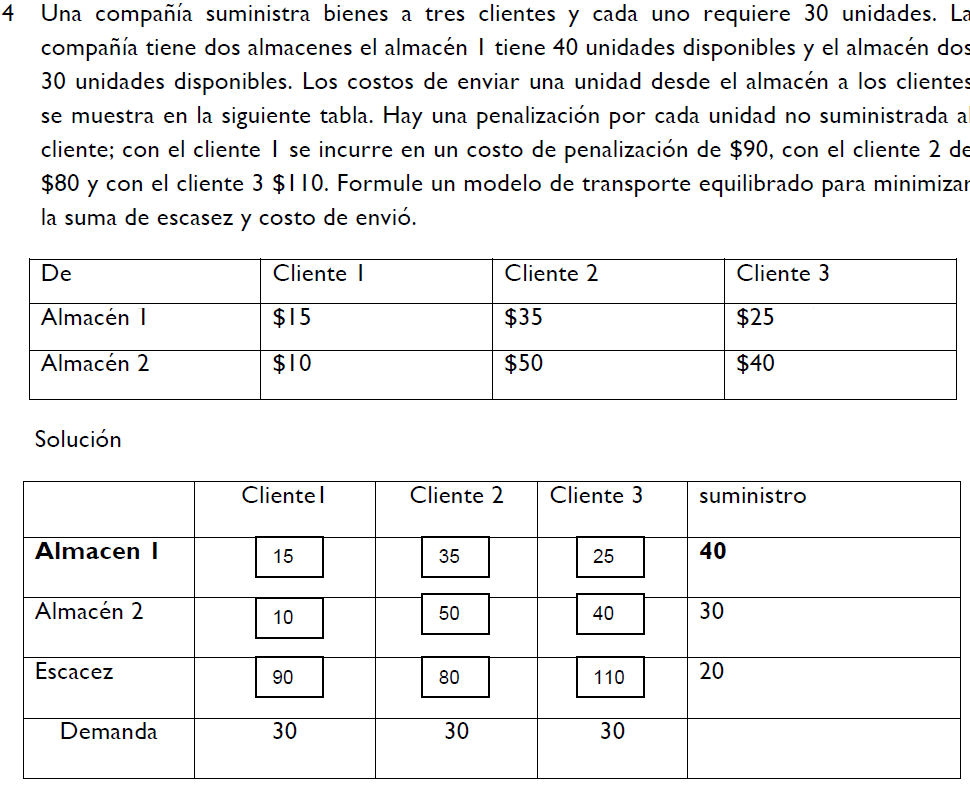 4 Una compañía suministra bienes a tres clientes y cada uno requiere 30 unidades. La
compañía tiene dos almacenes el almacén 1 tiene 40 unidades disponibles y el almacén dos
30 unidades disponibles. Los costos de enviar una unidad desde el almacén a los clientes
se muestra en la siguiente tabla. Hay una penalización por cada unidad no suministrada al
cliente; con el cliente 1 se incurre en un costo de penalización de $90, con el cliente 2 de
$80 y con el cliente 3 $110. Formule un modelo de transporte equilibrado para minimizar
la suma de escasez y costo de envió.
De Cliente 1 Cliente 2 Cliente 3
Almacén 1 $15 $35 $25
Almacén 2 $10 $50 $40
Solución
Cliente1 Cliente 2 Cliente 3 suministro
Almacen 1 15 35 25 40
Almacén 2 10 50 40 30
Escacez 90 80 110 20
Demanda 30 30 30